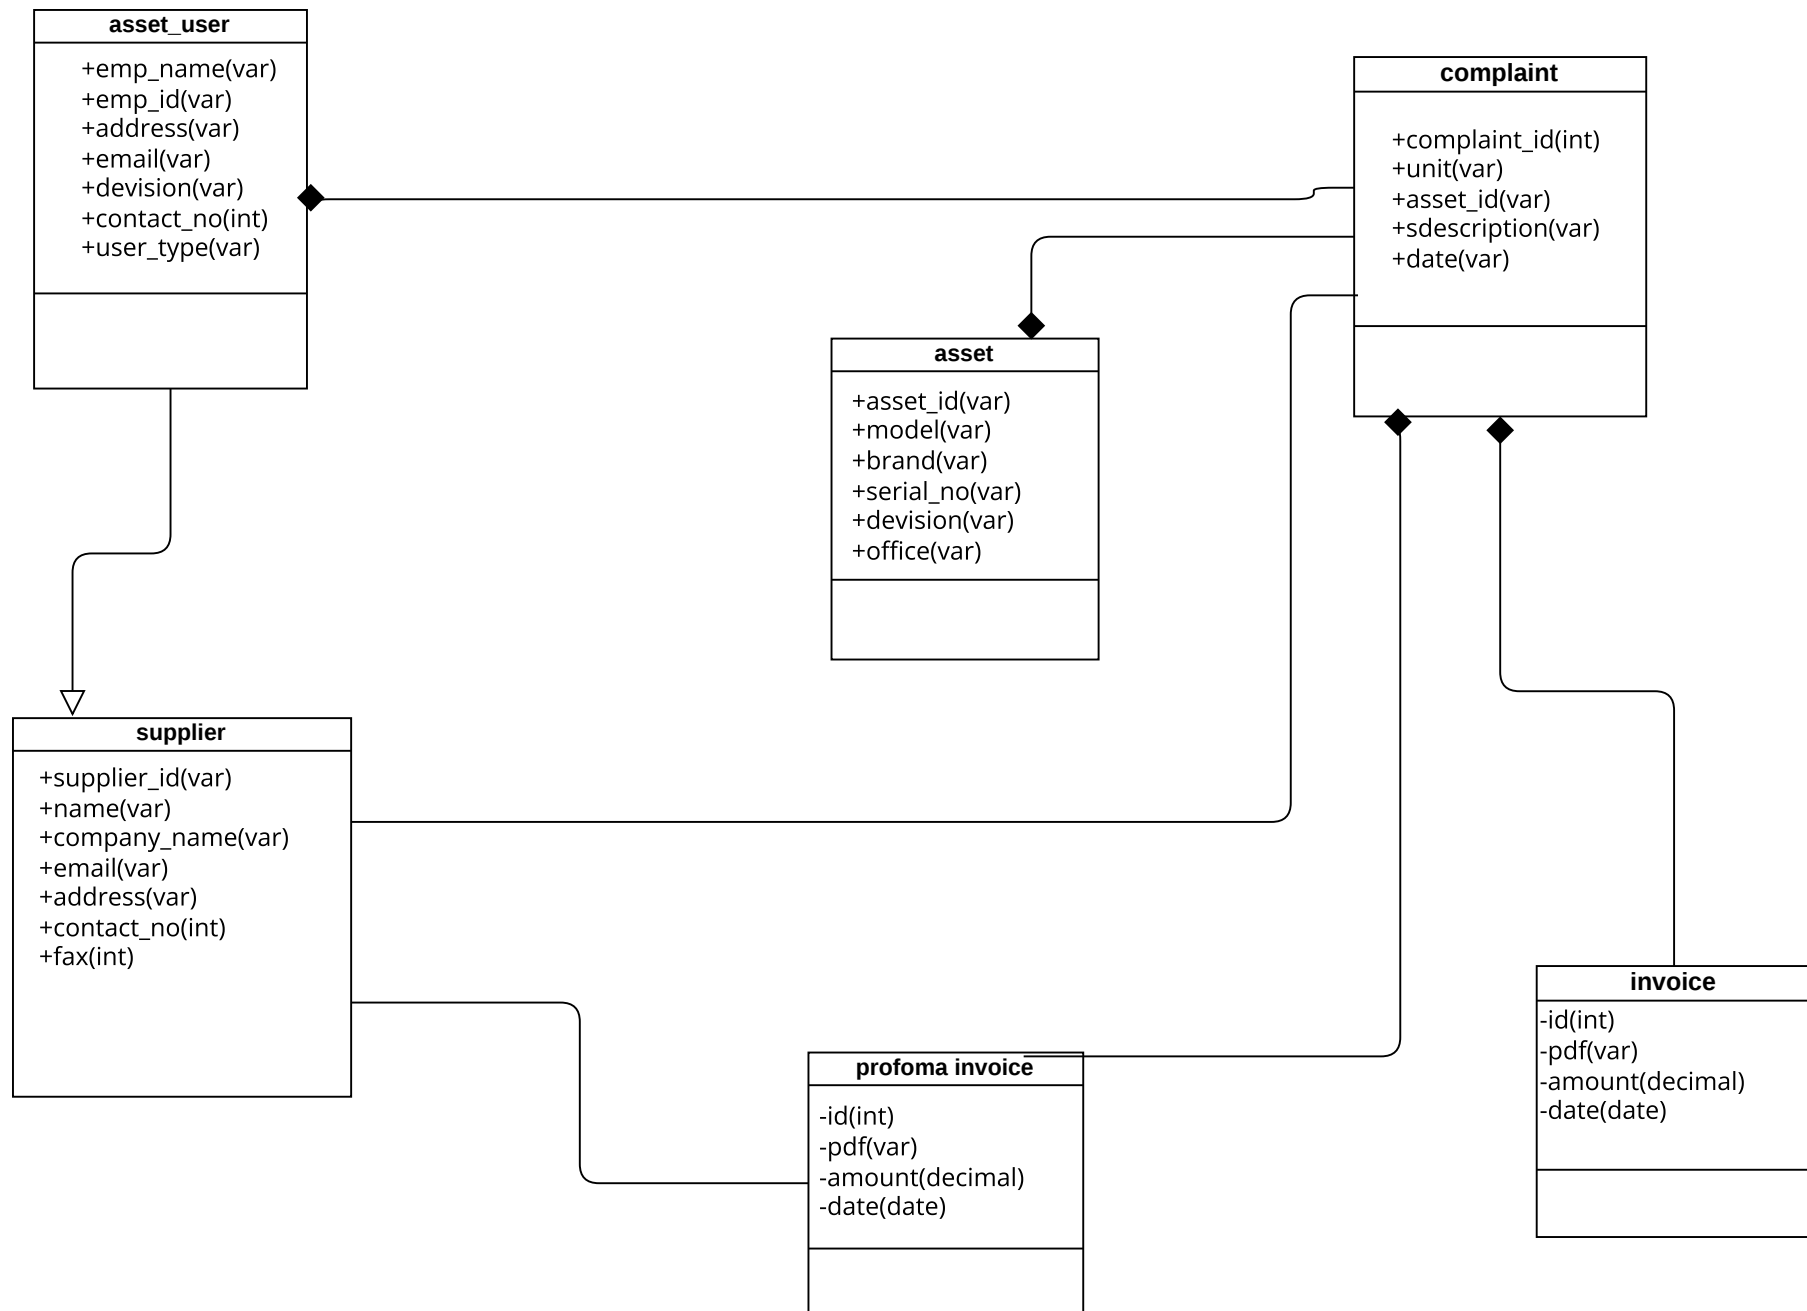 asset_user
+emp_name(var)
+emp_id(var)
+address(var)
+email(var)
+devision(var)
+contact_no(int)
+user_type(var)
complaint
+complaint_id(int)
+unit(var)
+asset_id(var)
+sdescription(var)
+date(var)
asset
+asset_id(var)
+model(var)
+brand(var)
+serial_no(var)
+devision(var)
+office(var)
supplier
+supplier_id(var)
+name(var)
+company_name(var)
+email(var)
+address(var)
+contact_no(int)
+fax(int)
profoma invoice
-id(int)
-pdf(var)
-amount(decimal)
-date(date)
invoice
-id(int)
-pdf(var)
-amount(decimal)
-date(date)